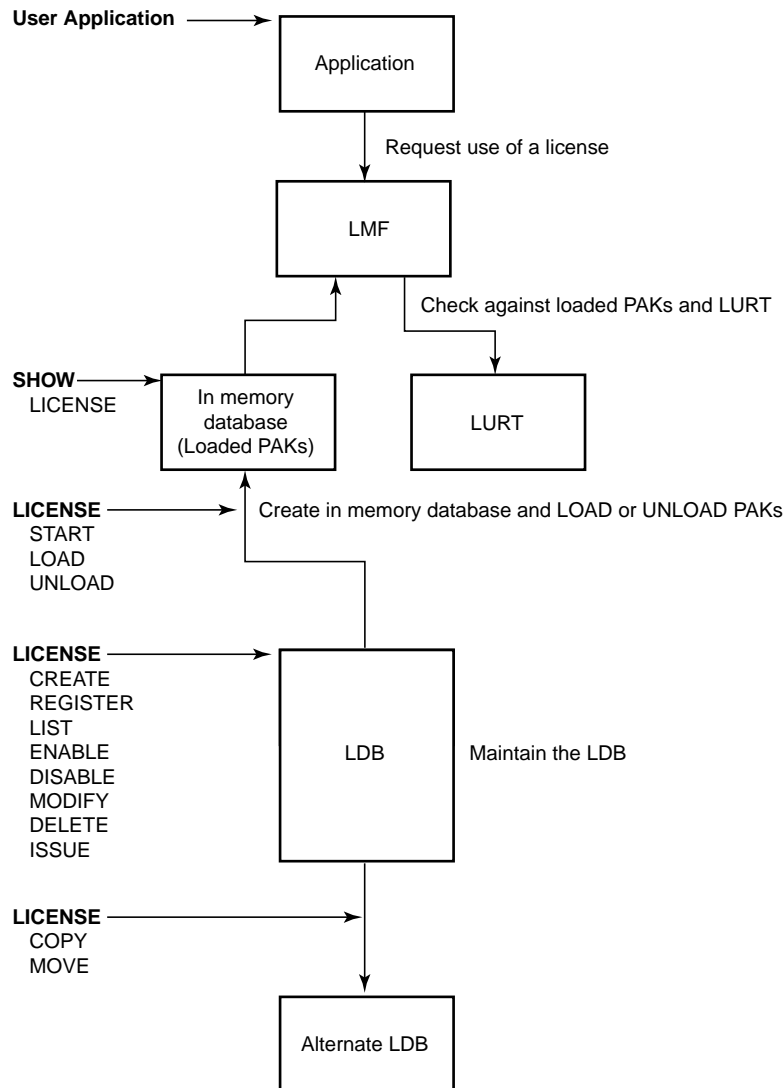 User Application
Application
Request use of a license
LMF
Check against loaded PAKs and LURT
SHOW
LICENSE
In memory
database
(Loaded PAKs)
LURT
LICENSE
START
LOAD
UNLOAD
Create in memory database and LOAD or UNLOAD PAKs
LICENSE
CREATE
REGISTER
LIST
ENABLE
DISABLE
MODIFY
DELETE
ISSUE
LDB
Maintain the LDB
LICENSE
COPY
MOVE
Alternate LDB